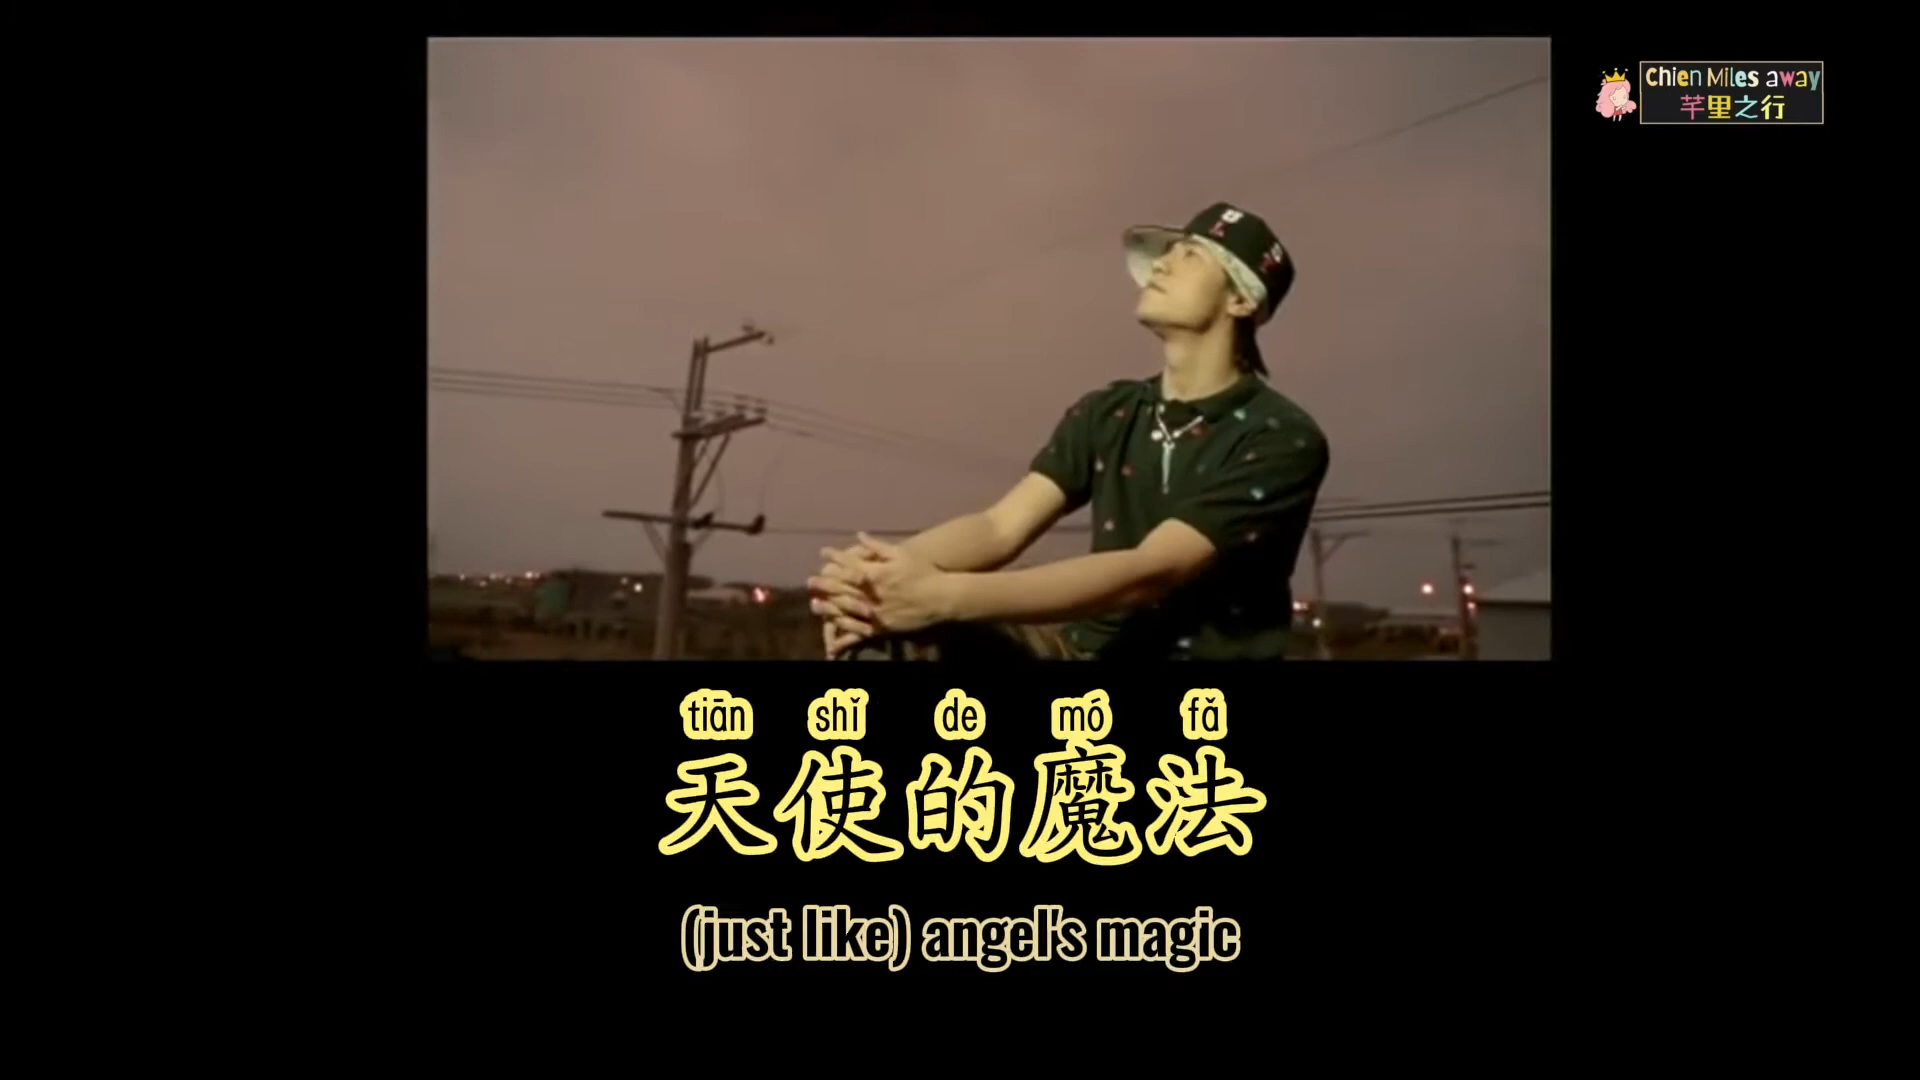 Chien Miles away
芊里之行
tiān shǐ de mó fǎ
天使的魔法
(just like) angel's magic